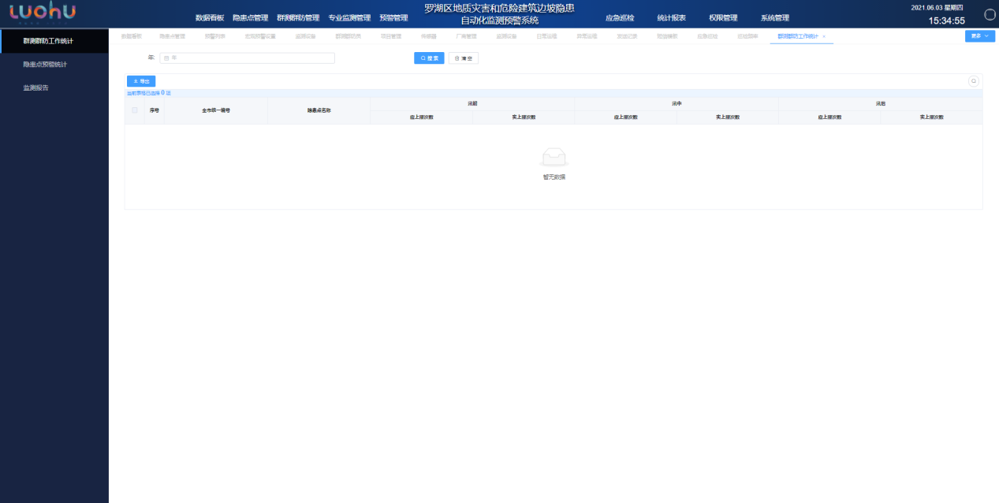 LUOHU
数据看板 隐患点管理 群测群防管理 专业监测管理 预警管理
罗湖区地质灾害和危险建筑边坡隐患
自动化监测预警系统
应急巡检 统计报表 权限管理 系统管理
2021.06.03 星期四
15:34:55
群测群防工作统计
隐患点预警统计
监测报告
数据看板 隐患点管理 预警列表 宏观预警设置 监测设备 群测群防员 项目管理 传感器 厂商管理 监测设备 日常运维 异常运维 发送记录 应急巡检 巡检频率 群测群防工作统计 ×
更多
年: 年
搜索 清空
导出
当前表格已选择 0 项
序号 全市统一编号 隐患点名称 汛前 汛中 汛后
应上报次数 实上报次数 应上报次数 实上报次数 应上报次数 实上报次数
暂无数据